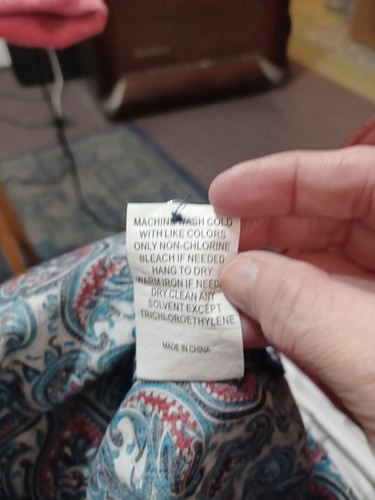 MACHINE WASH COLD
WITH LIKE COLORS
ONLY NON-CHLORINE
BLEACH IF NEEDED
HANG TO DRY
WARM IRON IF NEEDED
DRY CLEAN ANY
SOLVENT EXCEPT
TRICHLOROETHYLENE
MADE IN CHINA